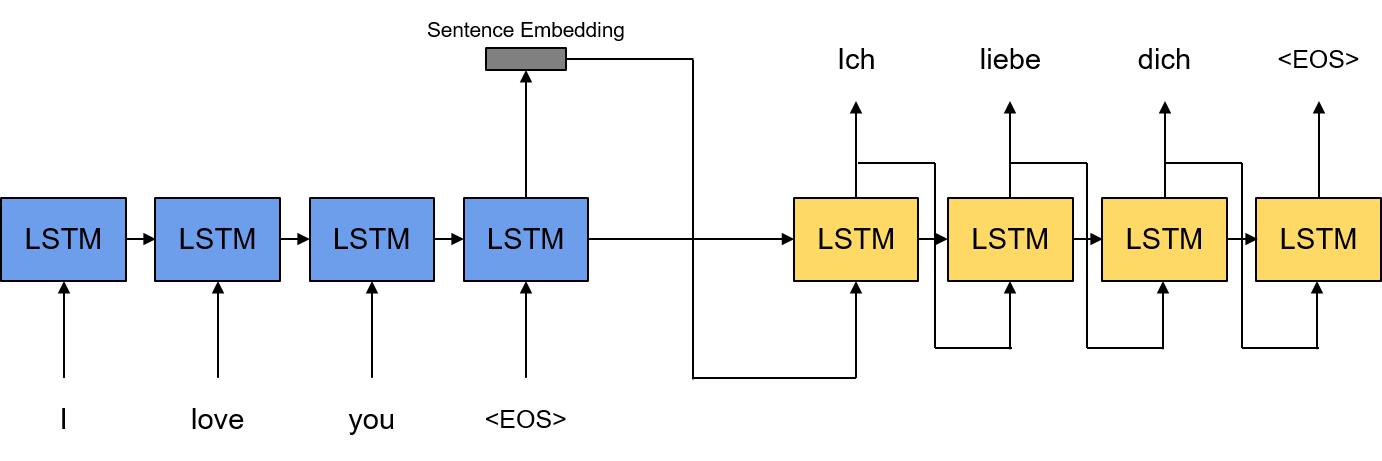 Sentence Embedding
Ich liebe dich <EOS>
LSTM LSTM LSTM LSTM LSTM LSTM LSTM LSTM
I love you <EOS>